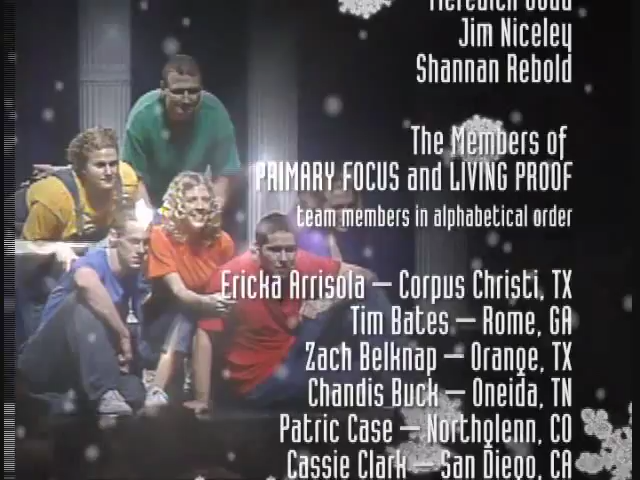 Jim Niceley
Shannan Rebold
The Members of
PRIMARY FOCUS and LIVING PROOF
team members in alphabetical order
Ericka Arrisola — Corpus Christi, TX
Tim Bates — Rome, GA
Zach Belknap — Orange, TX
Chandis Buck — Oneida, TN
Patric Case — Northglenn, CO
Cassie Clark — San Diego, CA